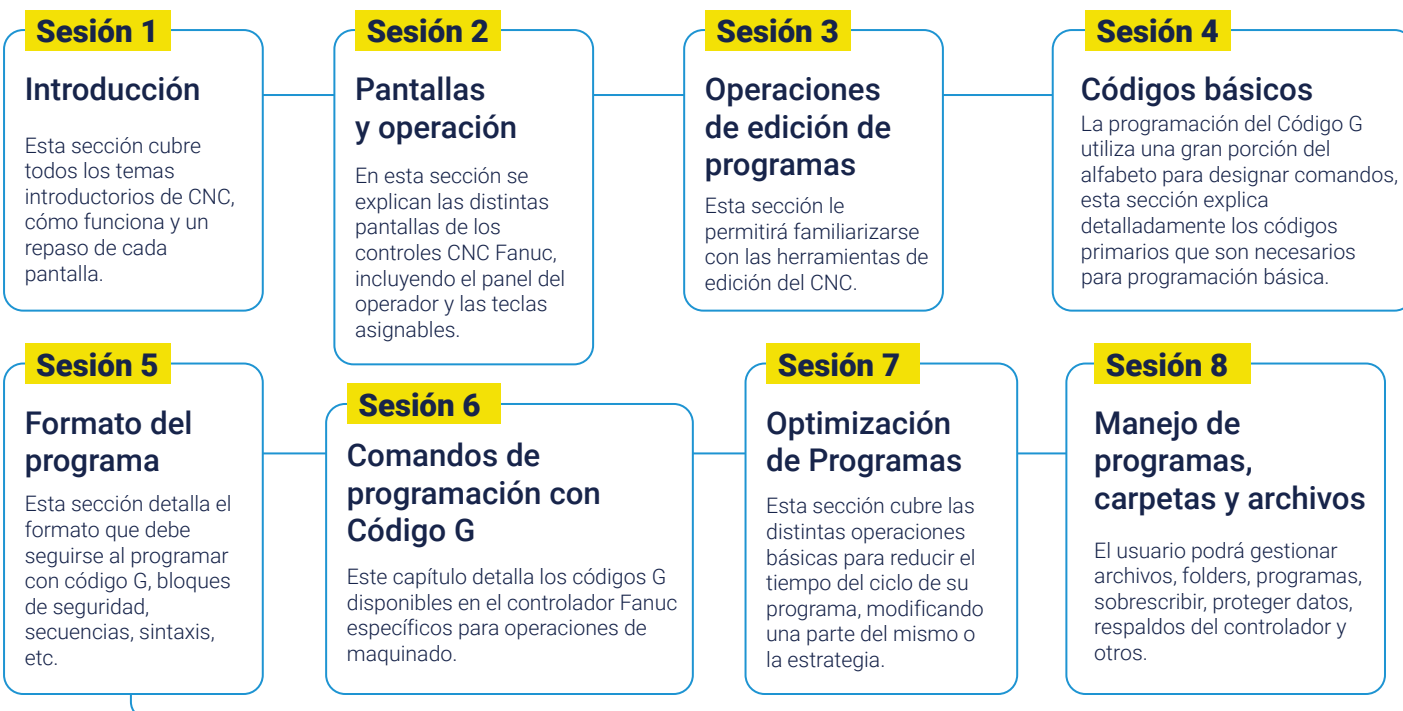 Sesión 1
Introducción
Esta sección cubre
todos los temas
introductorios de CNC,
cómo funciona y un
repaso de cada
pantalla.
Sesión 2
Pantallas
y operación
En esta sección se
explican las distintas
pantallas de los
controles CNC Fanuc,
incluyendo el panel del
operador y las teclas
asignables.
Sesión 3
Operaciones
de edición de
programas
Esta sección le
permitirá familiarizarse
con las herramientas de
edición del CNC.
Sesión 4
Códigos básicos
La programación del Código G
utiliza una gran porción del
alfabeto para designar comandos,
esta sección explica
detalladamente los códigos
primarios que son necesarios
para programación básica.
Sesión 5
Formato del
programa
Esta sección detalla el
formato que debe
seguirse al programar
con código G, bloques
de seguridad,
secuencias, sintaxis,
etc.
Sesión 6
Comandos de
programación con
Código G
Este capítulo detalla los códigos G
disponibles en el controlador Fanuc
específicos para operaciones de
maquinado.
Sesión 7
Optimización
de Programas
Esta sección cubre las
distintas operaciones
básicas para reducir el
tiempo del ciclo de su
programa, modificando
una parte del mismo o
la estrategia.
Sesión 8
Manejo de
programas,
carpetas y archivos
El usuario podrá gestionar
archivos, folders, programas,
sobrescribir, proteger datos,
respaldos del controlador y
otros.